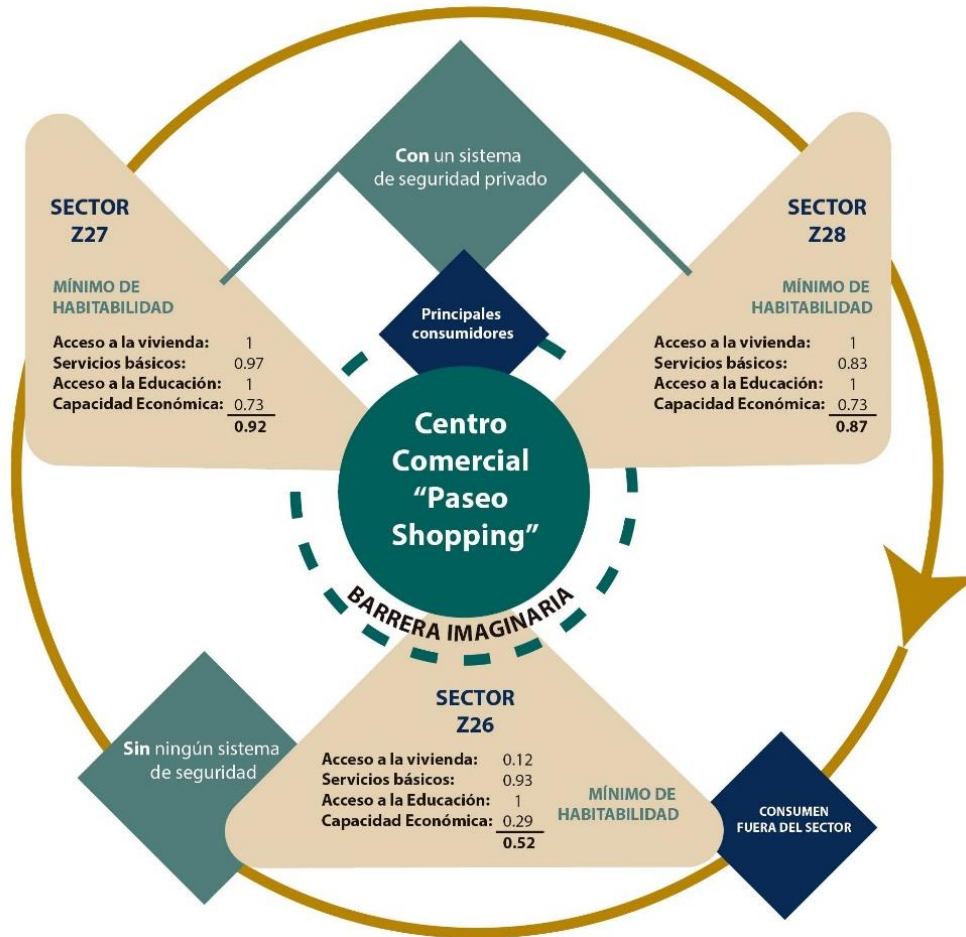 Con un sistema
de seguridad privado
SECTOR
Z27
MÍNIMO DE
HABITABILIDAD
Acceso a la vivienda: 1
Servicios básicos: 0.97
Acceso a la Educación: 1
Capacidad Económica: 0.73
0.92
Principales
consumidores
SECTOR
Z28
MÍNIMO DE
HABITABILIDAD
Acceso a la vivienda: 1
Servicios básicos: 0.83
Acceso a la Educación: 1
Capacidad Económica: 0.73
0.87
Centro
Comercial
“Paseo
Shopping”
BARRERA IMAGINARIA
Sin ningún sistema
de seguridad
SECTOR
Z26
Acceso a la vivienda: 0.12
Servicios básicos: 0.93
Acceso a la Educación: 1
Capacidad Económica: 0.29
0.52
MÍNIMO DE
HABITABILIDAD
CONSUMEN
FUERA DEL SECTOR